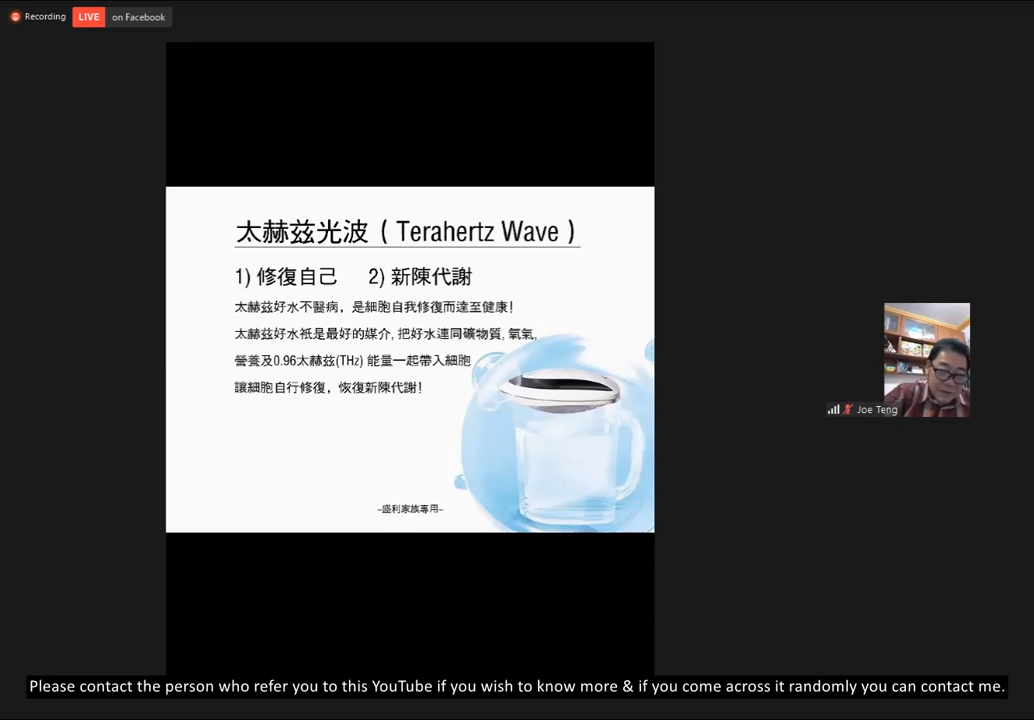 Recording LIVE on Facebook
太赫茲光波 ( Terahertz Wave )
1) 修復自己 2) 新陳代謝
太赫茲好水不醫病，是細胞自我修復而達至健康！
太赫茲好水衹是最好的媒介, 把好水連同礦物質, 氧氣,
營養及0.96太赫茲(THz) 能量一起帶入細胞
讓細胞自行修復，恢復新陳代謝！
–盛利家族專用–
Joe Teng
Please contact the person who refer you to this YouTube if you wish to know more & if you come across it randomly you can contact me.